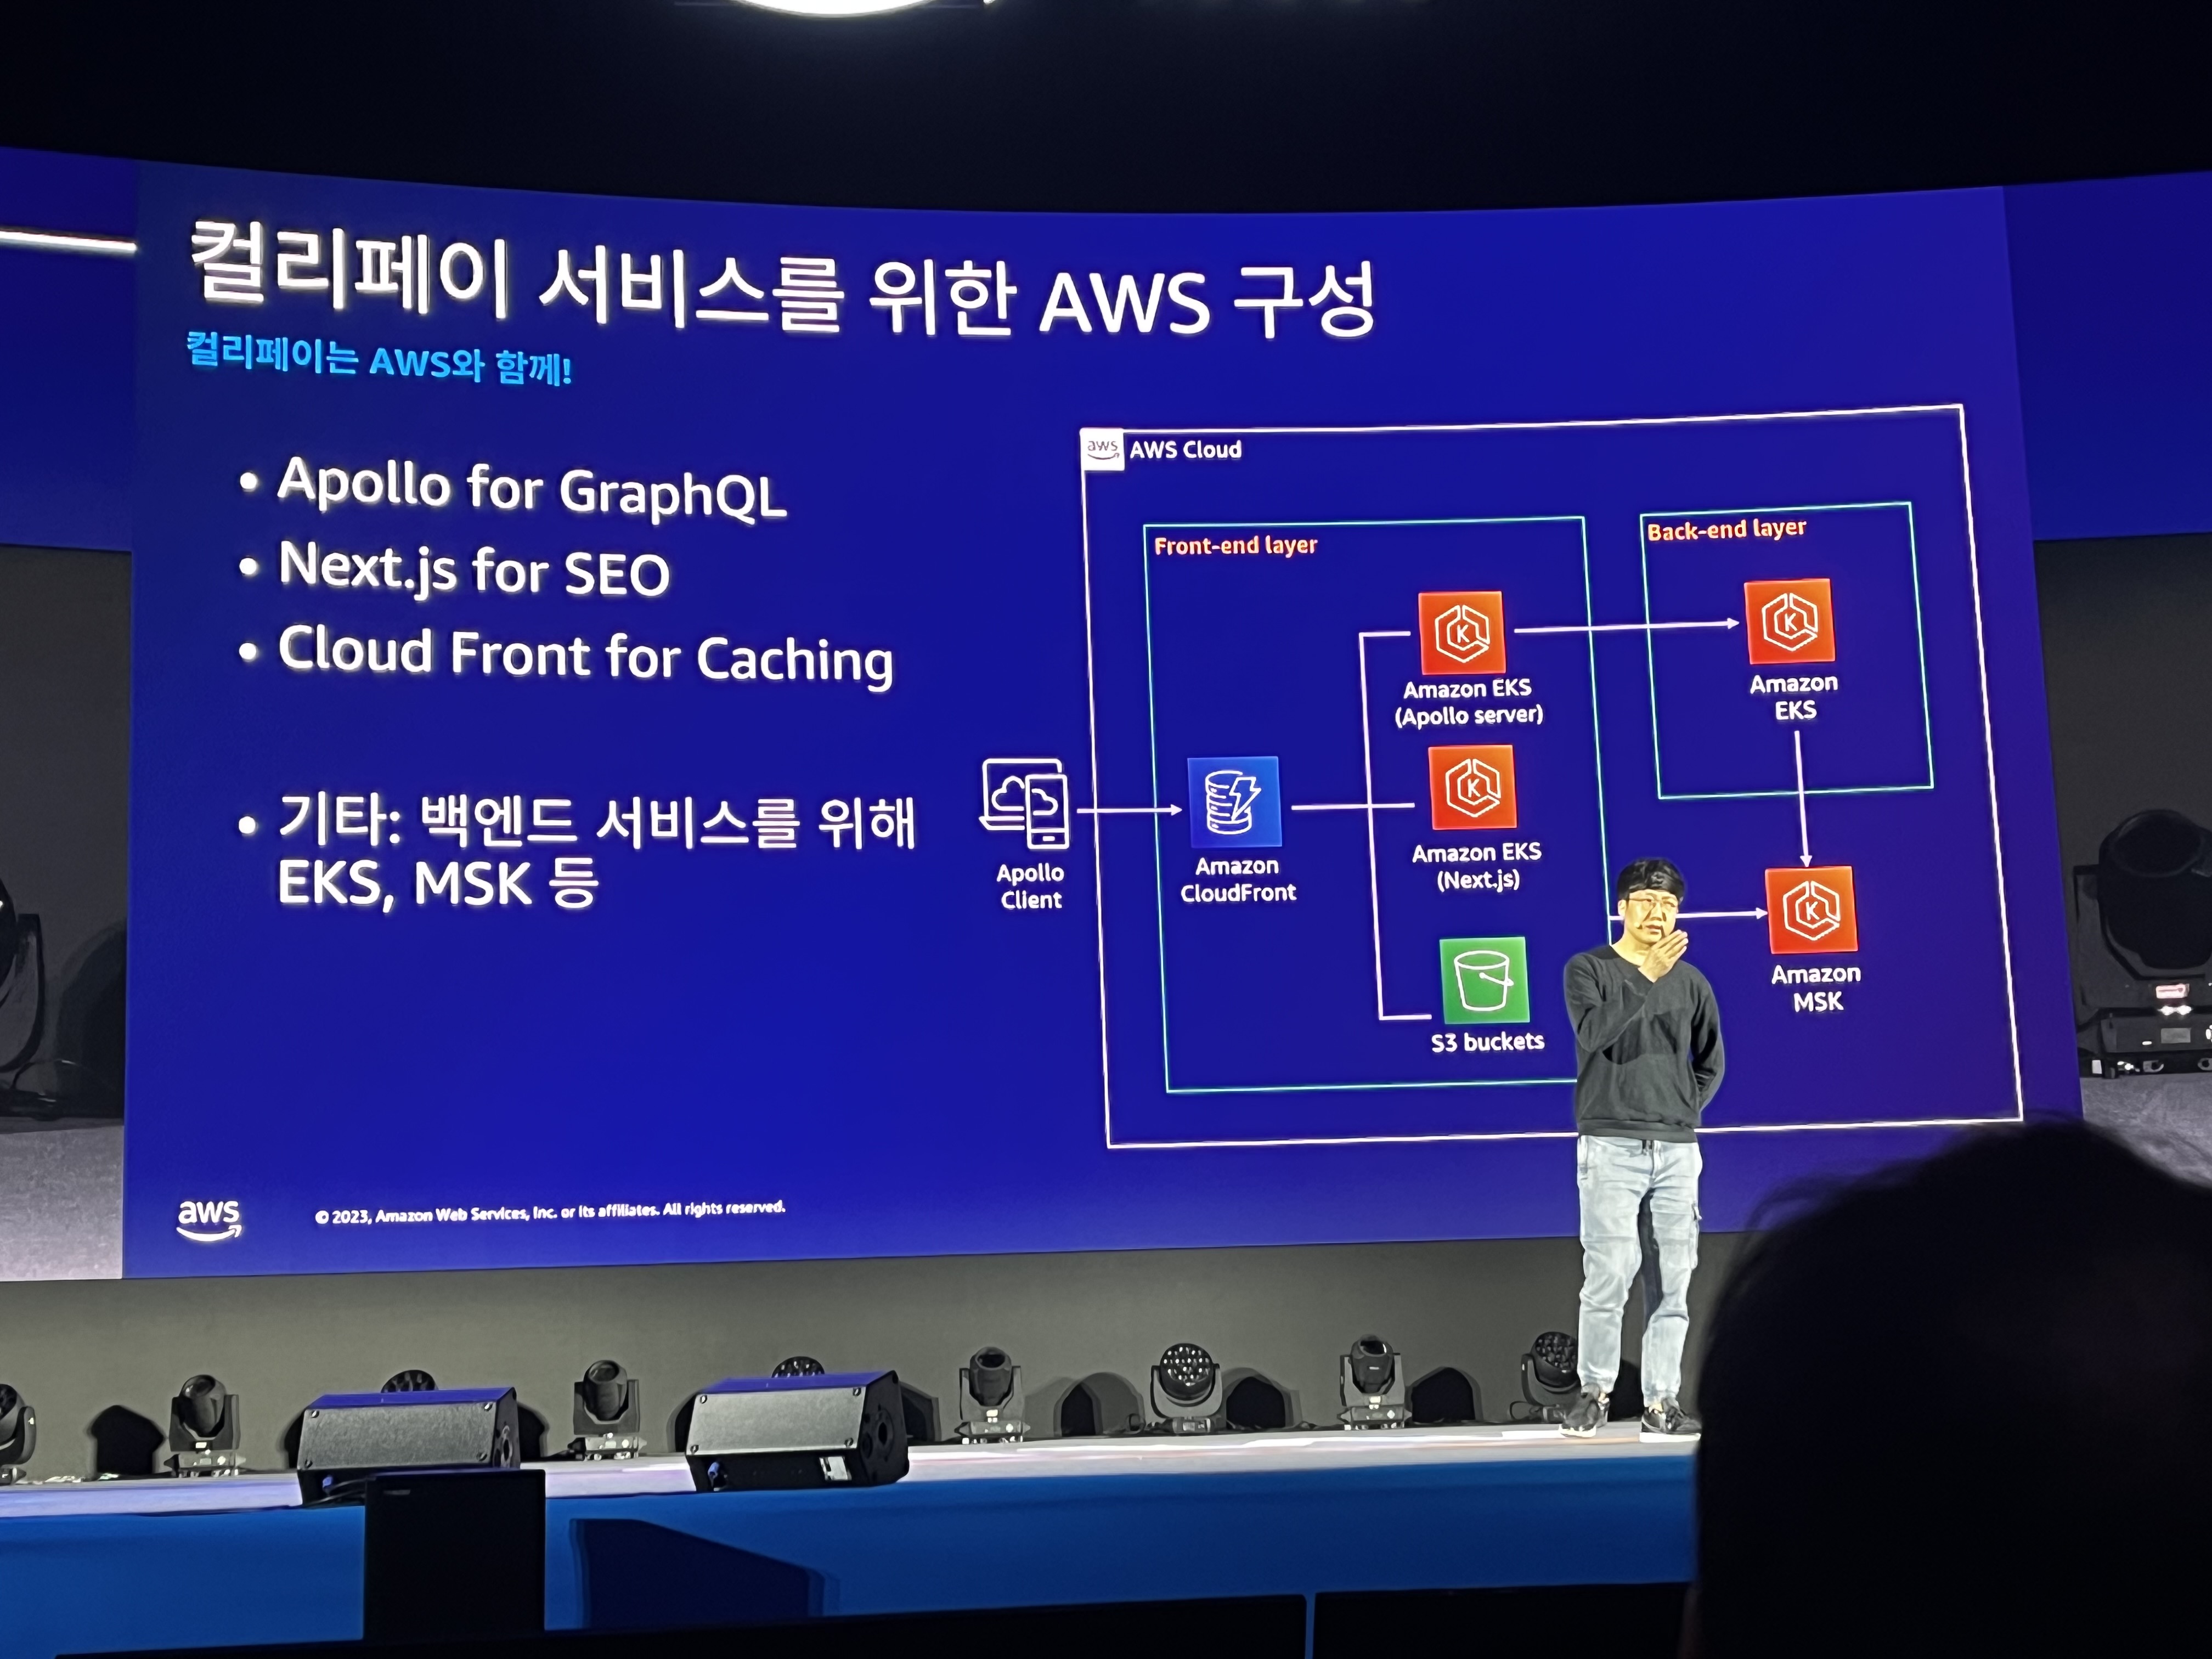 컬리페이 서비스를 위한 AWS 구성
컬리페이는 AWS와 함께!
• Apollo for GraphQL
• Next.js for SEO
• Cloud Front for Caching
• 기타: 백엔드 서비스를 위해
EKS, MSK 등
aws
AWS Cloud
Front-end layer
Back-end layer
Amazon EKS
(Apollo server)
Amazon
EKS
Apollo
Client
Amazon
CloudFront
Amazon EKS
(Next.js)
S3 buckets
Amazon
MSK
aws
© 2023, Amazon Web Services, Inc. or its affiliates. All rights reserved.